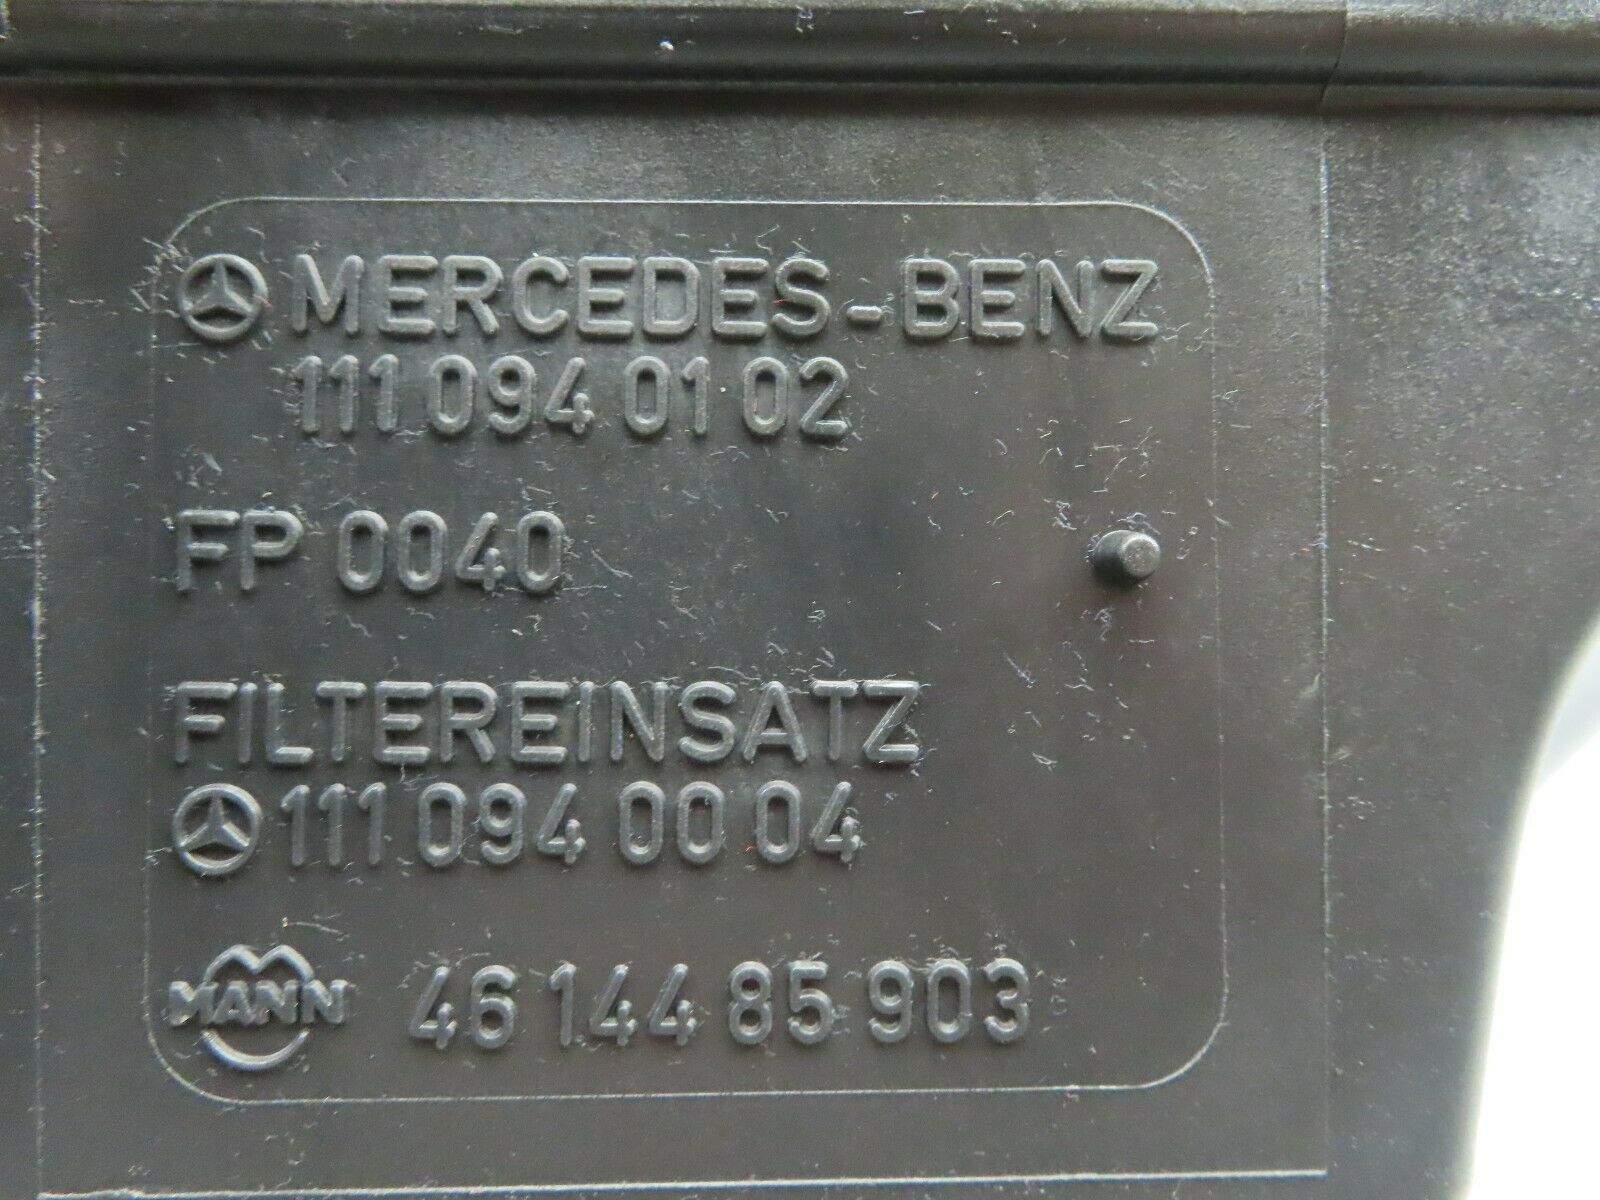 MERCEDES-BENZ
111 094 01 02
FP 0040
FILTEREINSATZ
111 094 00 04
MANN 46 144 85 903